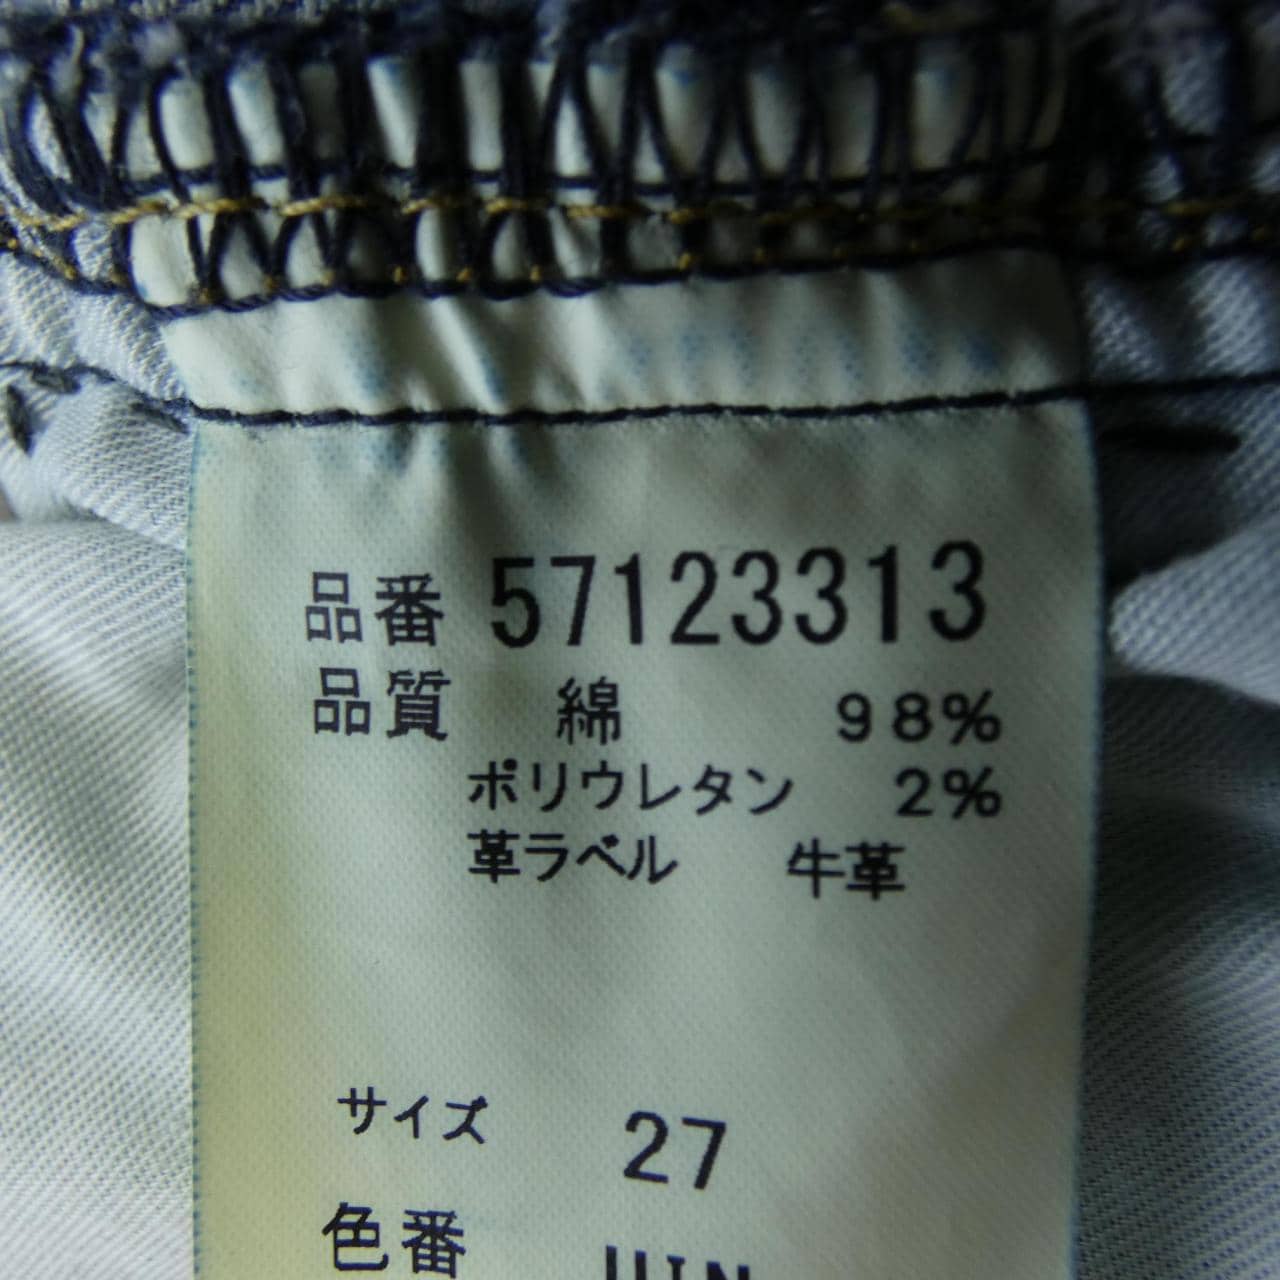 品番 57123313
品質 綿 98%
ポリウレタン 2%
革ラベル 牛革
サイズ 27
色番